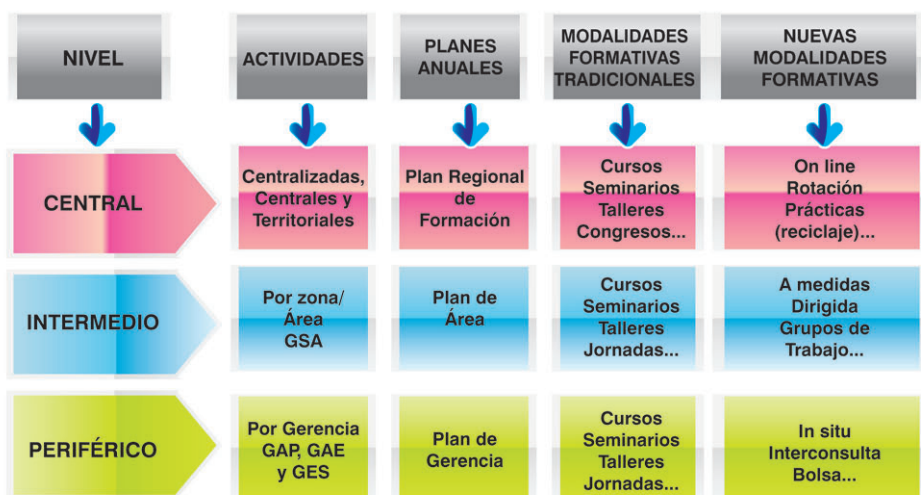 NIVEL
ACTIVIDADES
PLANES
ANUALES
MODALIDADES
FORMATIVAS
TRADICIONALES
NUEVAS
MODALIDADES
FORMATIVAS
CENTRAL
Centralizadas,
Centrales y
Territoriales
Plan Regional
de
Formación
Cursos
Seminarios
Talleres
Congresos...
On line
Rotación
Prácticas
(reciclaje)...
INTERMEDIO
Por zona/
Área
GSA
Plan de
Área
Cursos
Seminarios
Talleres
Jornadas...
A medidas
Dirigida
Grupos de
Trabajo...
PERIFÉRICO
Por Gerencia
GAP, GAE
y GES
Plan de
Gerencia
Cursos
Seminarios
Talleres
Jornadas...
In situ
Interconsulta
Bolsa...